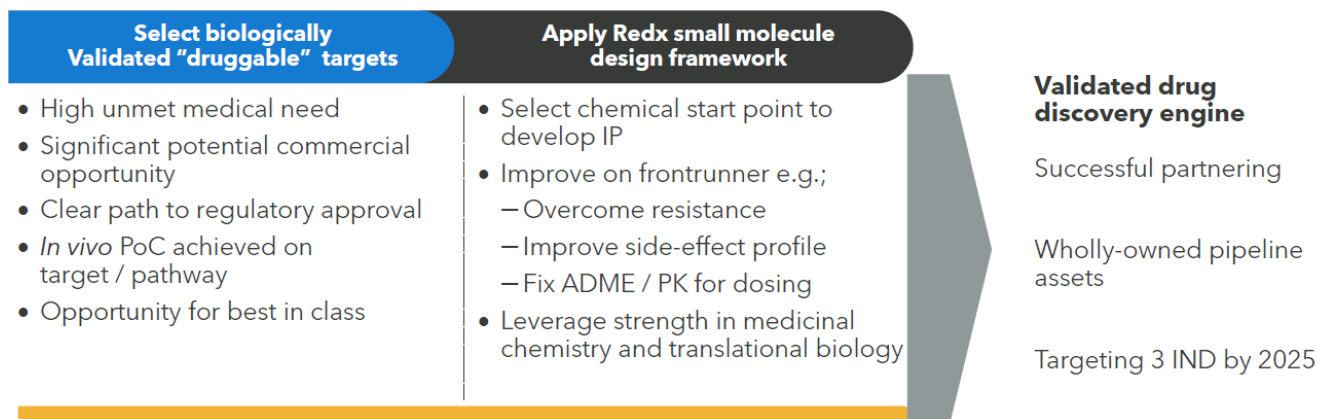 Select biologically
Validated “druggable” targets
• High unmet medical need
• Significant potential commercial
opportunity
• Clear path to regulatory approval
• In vivo PoC achieved on
target / pathway
• Opportunity for best in class
Apply Redx small molecule
design framework
• Select chemical start point to
develop IP
• Improve on frontrunner e.g.;
– Overcome resistance
– Improve side-effect profile
– Fix ADME / PK for dosing
• Leverage strength in medicinal
chemistry and translational biology
Validated drug
discovery engine
Successful partnering
Wholly-owned pipeline
assets
Targeting 3 IND by 2025